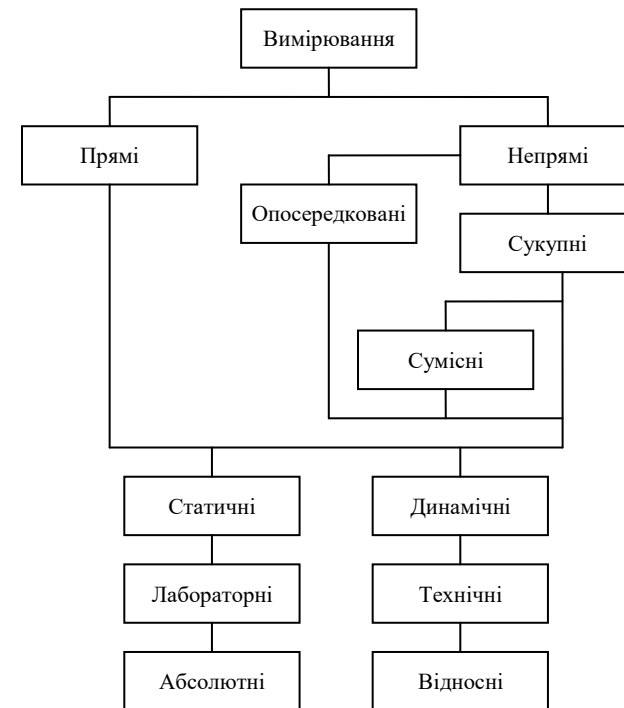 Вимірювання
Прямі
Непрямі
Опосередковані
Сукупні
Сумісні
Статичні
Динамічні
Лабораторні
Технічні
Абсолютні
Відносні